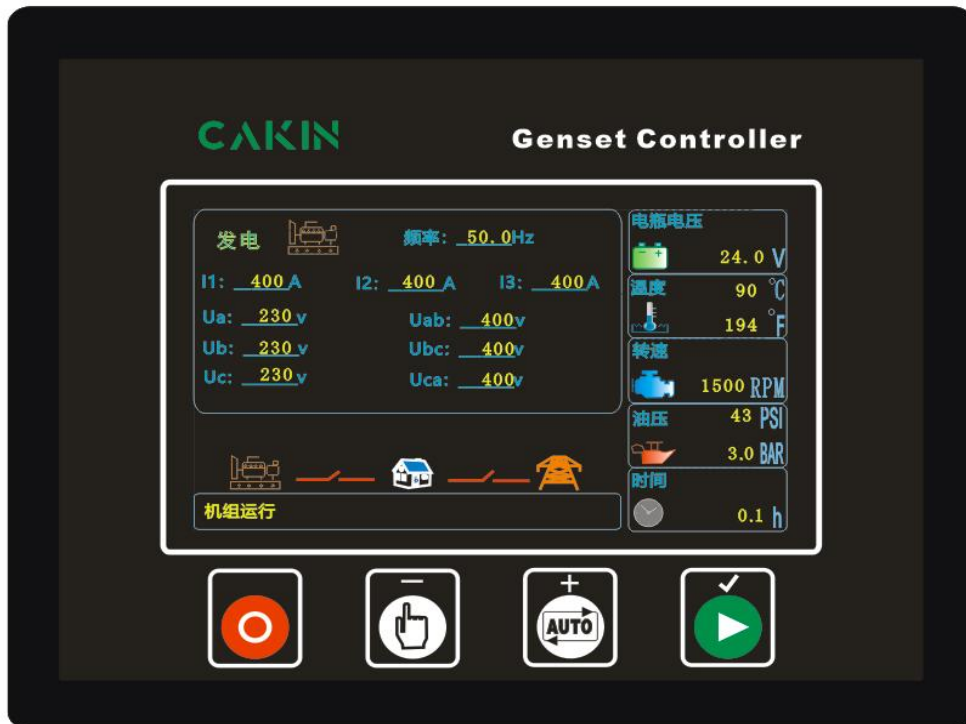 CAKIN
Genset Controller
发电
频率: 50.0Hz
I1: 400 A
I2: 400 A
I3: 400 A
Ua: 230 v
Uab: 400v
Ub: 230 v
Ubc: 400v
Uc: 230 v
Uca: 400v
机组运行
电瓶电压
24.0 V
温度
90 ℃
194 °F
转速
1500 RPM
油压
43 PSI
3.0 BAR
时间
0.1 h
−
+
AUTO